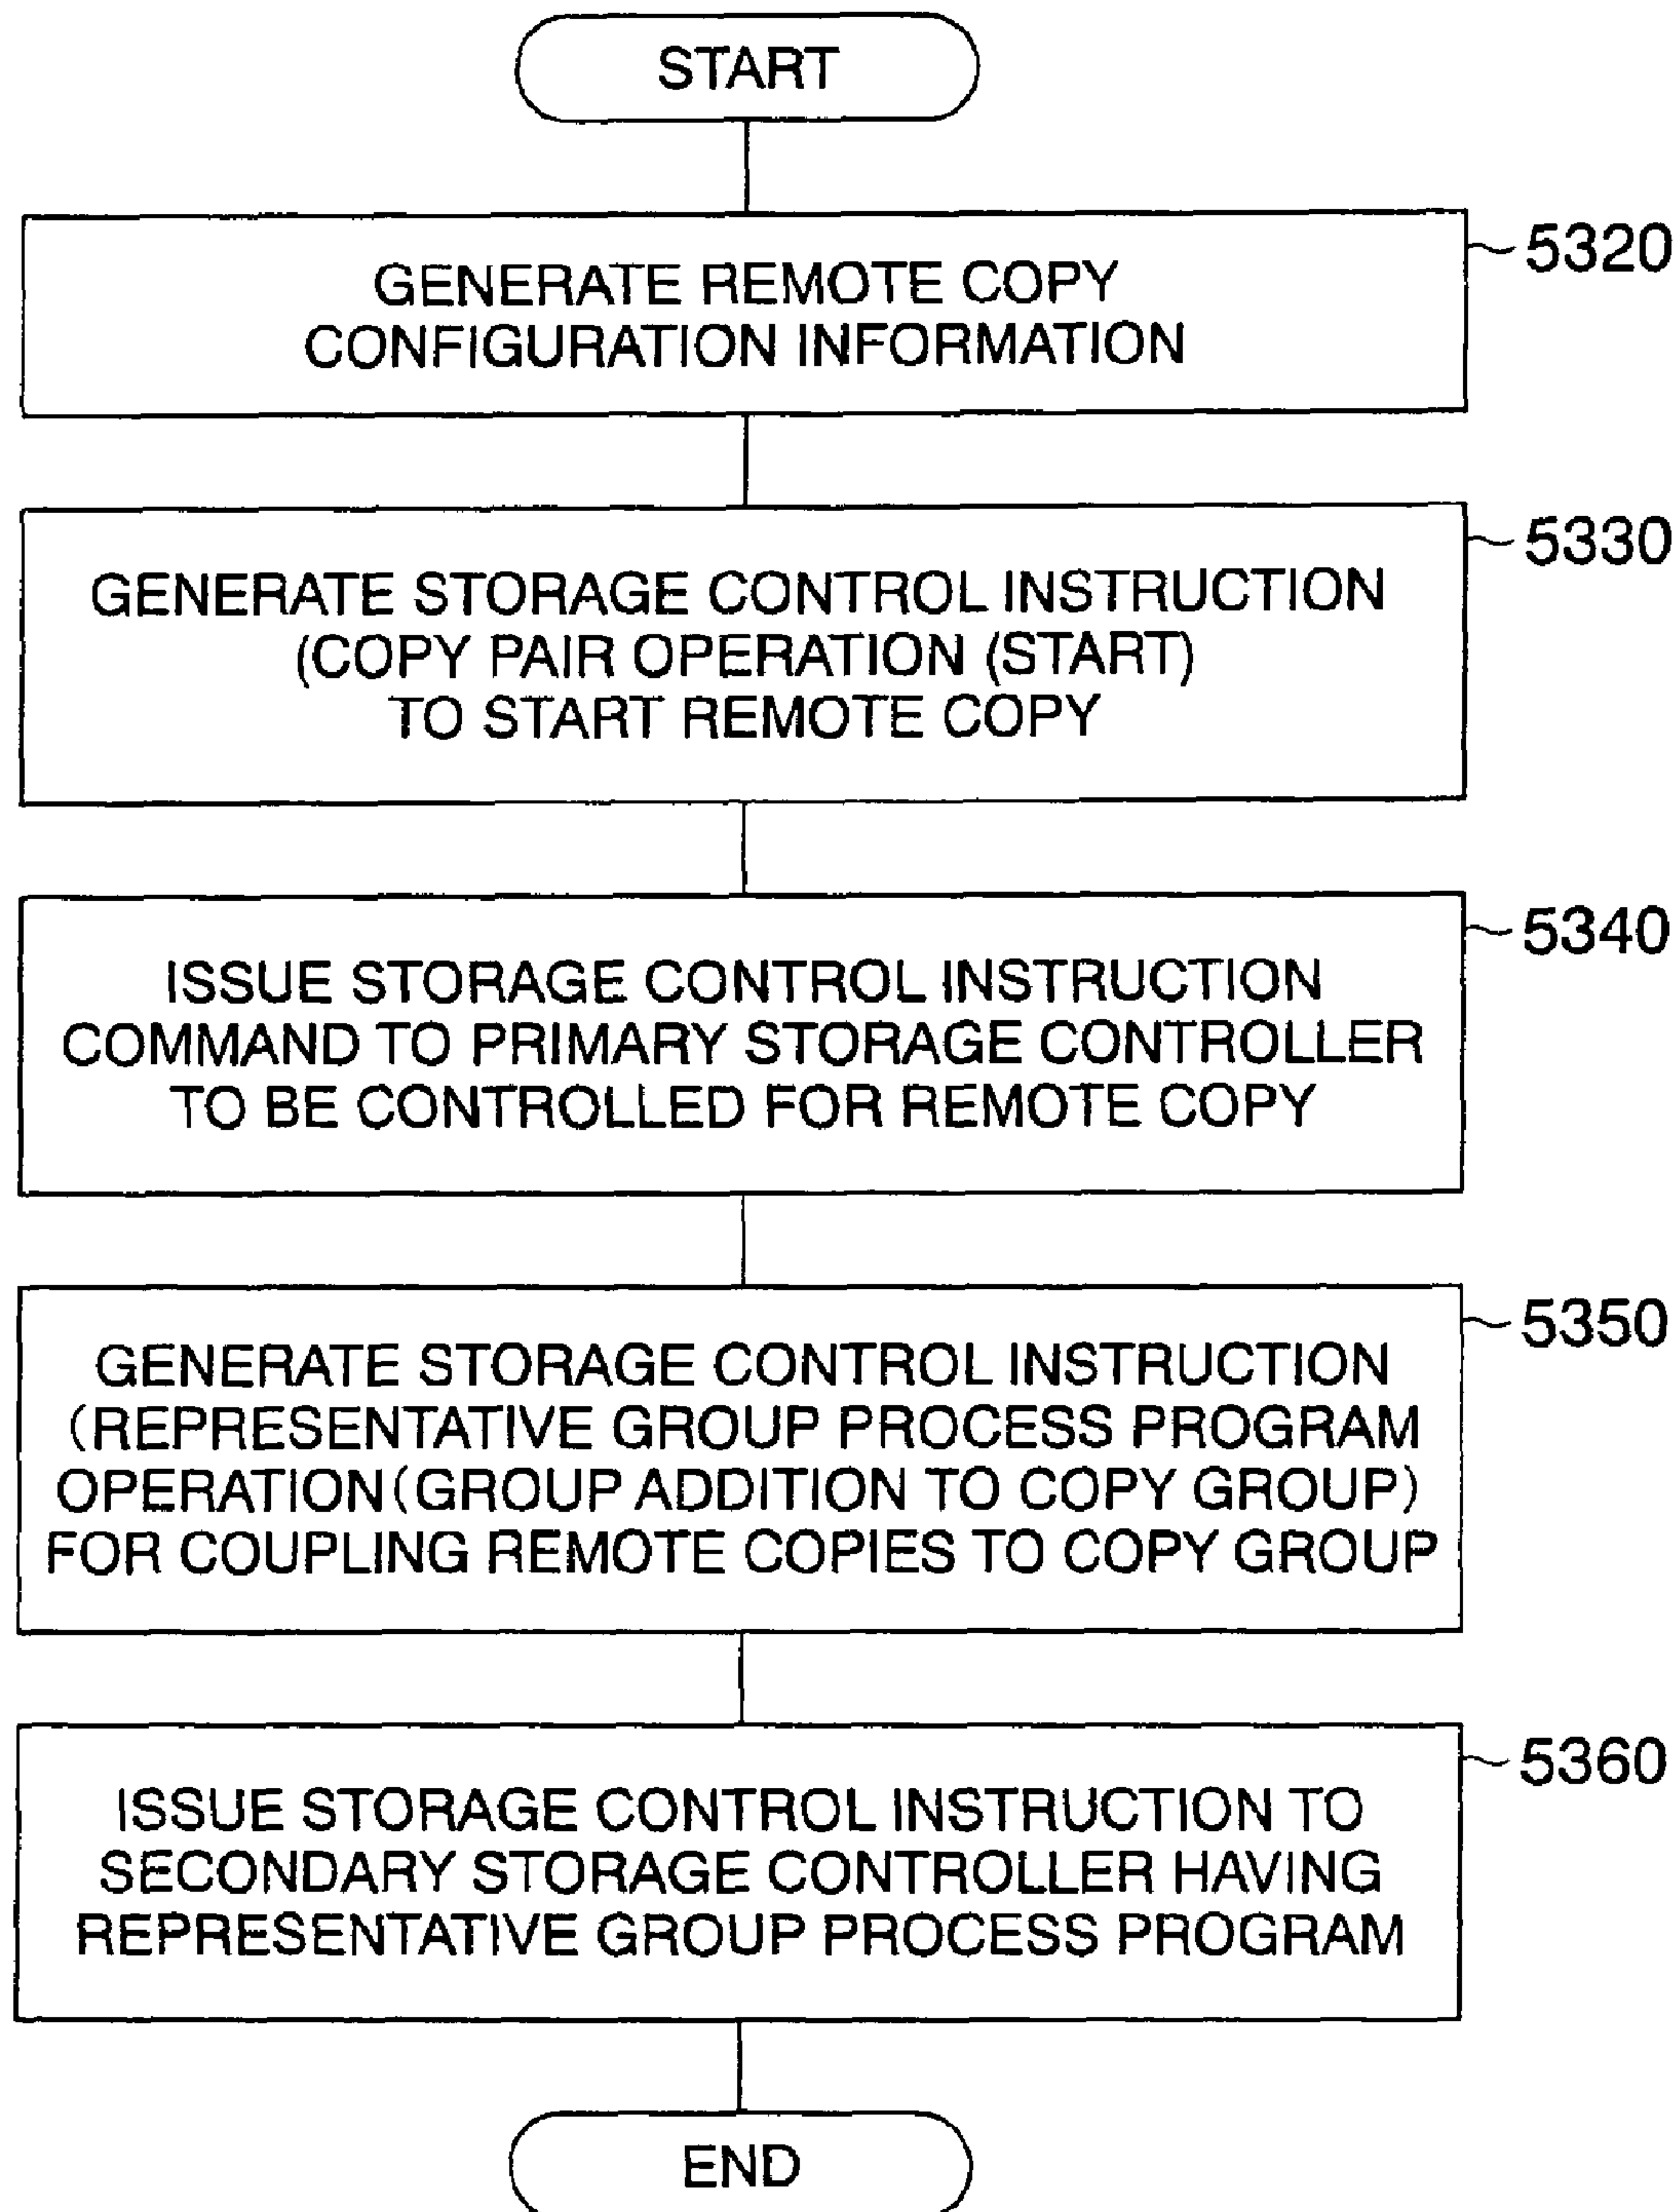 START
5320
GENERATE REMOTE COPY
CONFIGURATION INFORMATION
5330
GENERATE STORAGE CONTROL INSTRUCTION
(COPY PAIR OPERATION (START)
TO START REMOTE COPY
5340
ISSUE STORAGE CONTROL INSTRUCTION
COMMAND TO PRIMARY STORAGE CONTROLLER
TO BE CONTROLLED FOR REMOTE COPY
5350
GENERATE STORAGE CONTROL INSTRUCTION
(REPRESENTATIVE GROUP PROCESS PROGRAM
OPERATION(GROUP ADDITION TO COPY GROUP)
FOR COUPLING REMOTE COPIES TO COPY GROUP
5360
ISSUE STORAGE CONTROL INSTRUCTION TO
SECONDARY STORAGE CONTROLLER HAVING
REPRESENTATIVE GROUP PROCESS PROGRAM
END